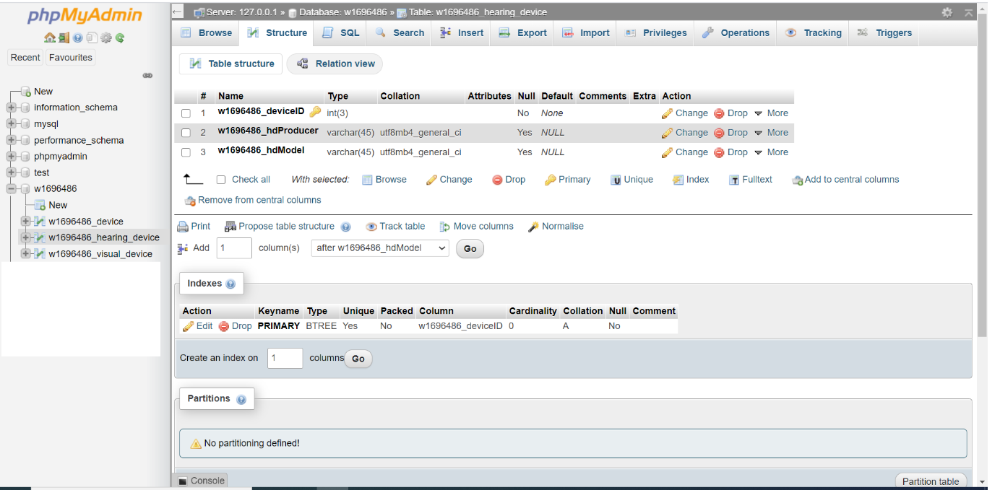 phpMyAdmin
Recent Favourites
New
information_schema
mysql
performance_schema
phpmyadmin
test
w1696486
New
w1696486_device
w1696486_hearing_device
w1696486_visual_device
Server: 127.0.0.1 » Database: w1696486 » Table: w1696486_hearing_device
Browse Structure SQL Search Insert Export Import Privileges Operations Tracking Triggers
Table structure Relation view
# Name Type Collation Attributes Null Default Comments Extra Action
1 w1696486_deviceID int(3) No None Change Drop More
2 w1696486_hdProducer varchar(45) utf8mb4_general_ci Yes NULL Change Drop More
3 w1696486_hdModel varchar(45) utf8mb4_general_ci Yes NULL Change Drop More
Check all With selected: Browse Change Drop Primary Unique Index Fulltext Add to central columns
Remove from central columns
Print Propose table structure Track table Move columns Normalise
Add 1 column(s) after w1696486_hdModel Go
Indexes
Action Keyname Type Unique Packed Column Cardinality Collation Null Comment
Edit Drop PRIMARY BTREE Yes No w1696486_deviceID 0 A No
Create an index on 1 columns Go
Partitions
No partitioning defined!
Console Partition table